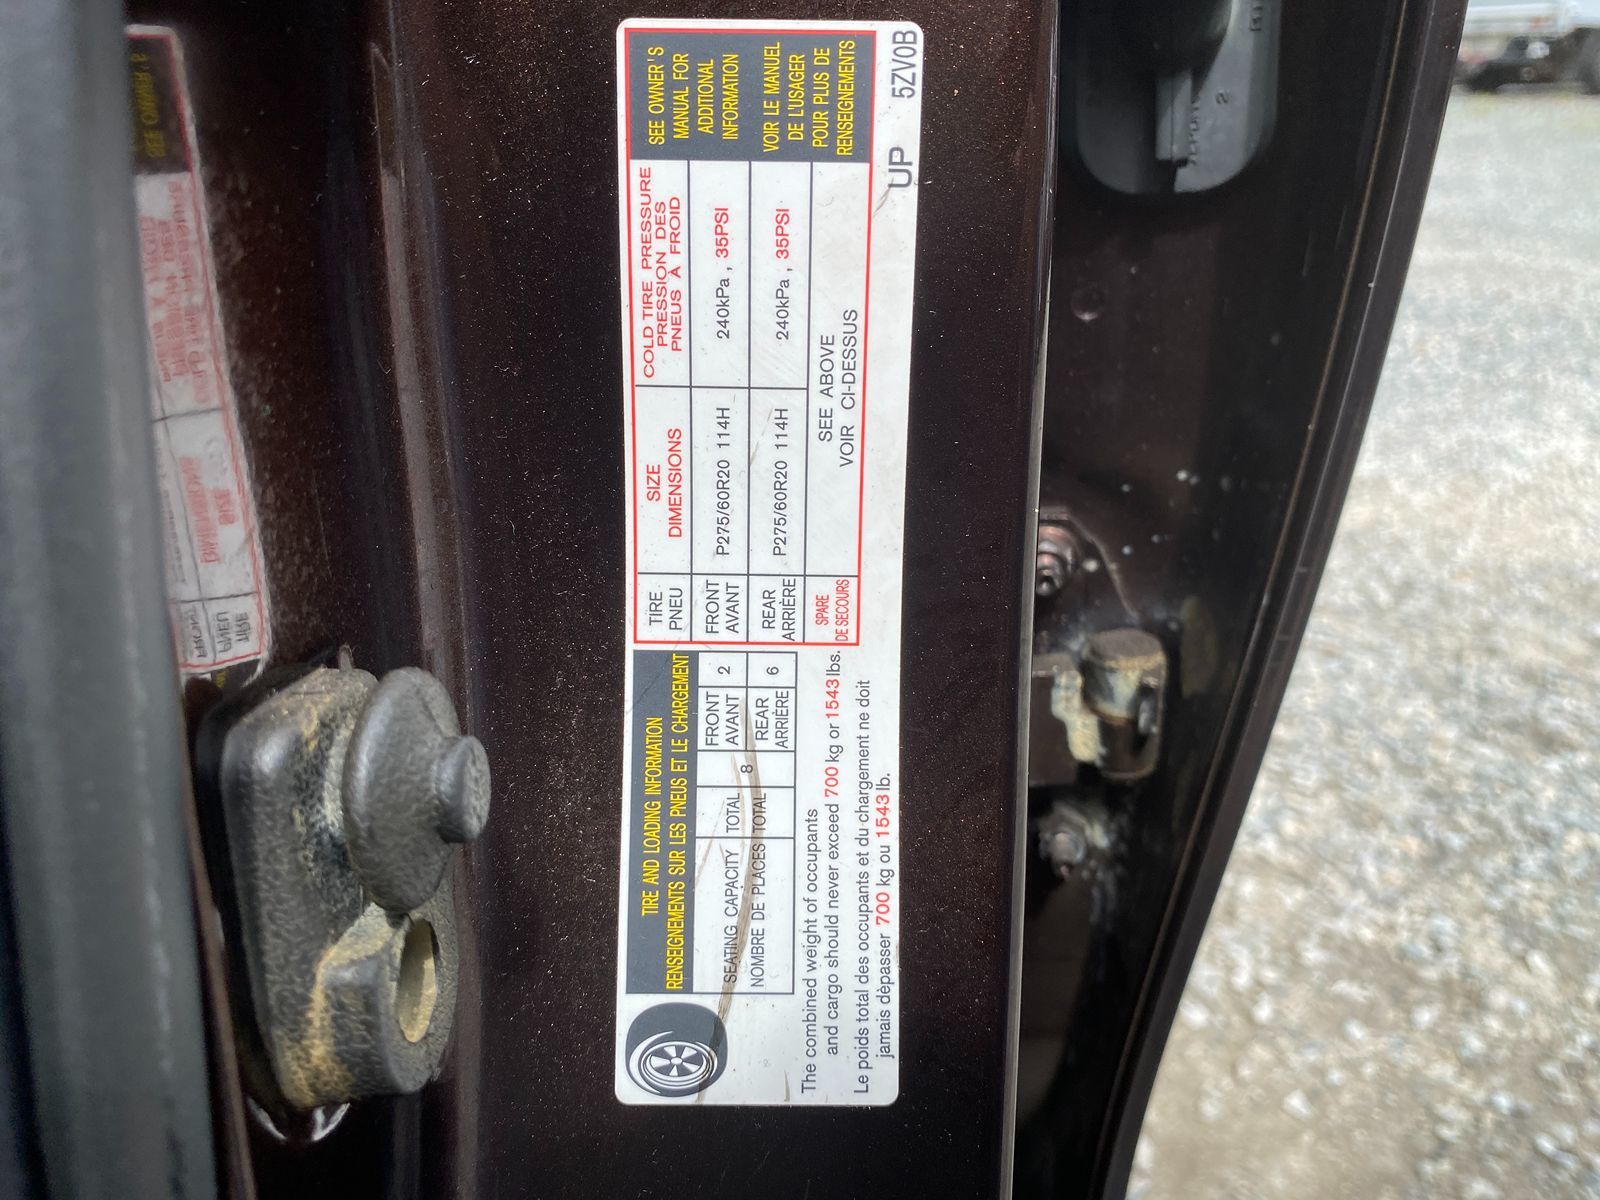 TIRE AND LOADING INFORMATION
RENSEIGNEMENTS SUR LES PNEUS ET LE CHARGEMENT
SEATING CAPACITY
NOMBRE DE PLACES
TOTAL
TOTAL
8
FRONT
AVANT
2
REAR
ARRIÈRE
6
The combined weight of occupants
and cargo should never exceed 700 kg or 1543 lbs.
Le poids total des occupants et du chargement ne doit
jamais dèpasser 700 kg ou 1543 lb.
TIRE
PNEU
SIZE
DIMENSIONS
COLD TIRE PRESSURE
PRESSION DES
PNEUS À FROID
FRONT
AVANT
P275/60R20 114H
240kPa, 35PSI
REAR
ARRIÈRE
P275/60R20 114H
240kPa, 35PSI
SPARE
DE SECOURS
SEE ABOVE
VOIR CI-DESSUS
SEE OWNER'S
MANUAL FOR
ADDITIONAL
INFORMATION
VOIR LE MANUEL
DE L'USAGER
POUR PLUS DE
RENSEIGNEMENTS
UP 5ZV0B